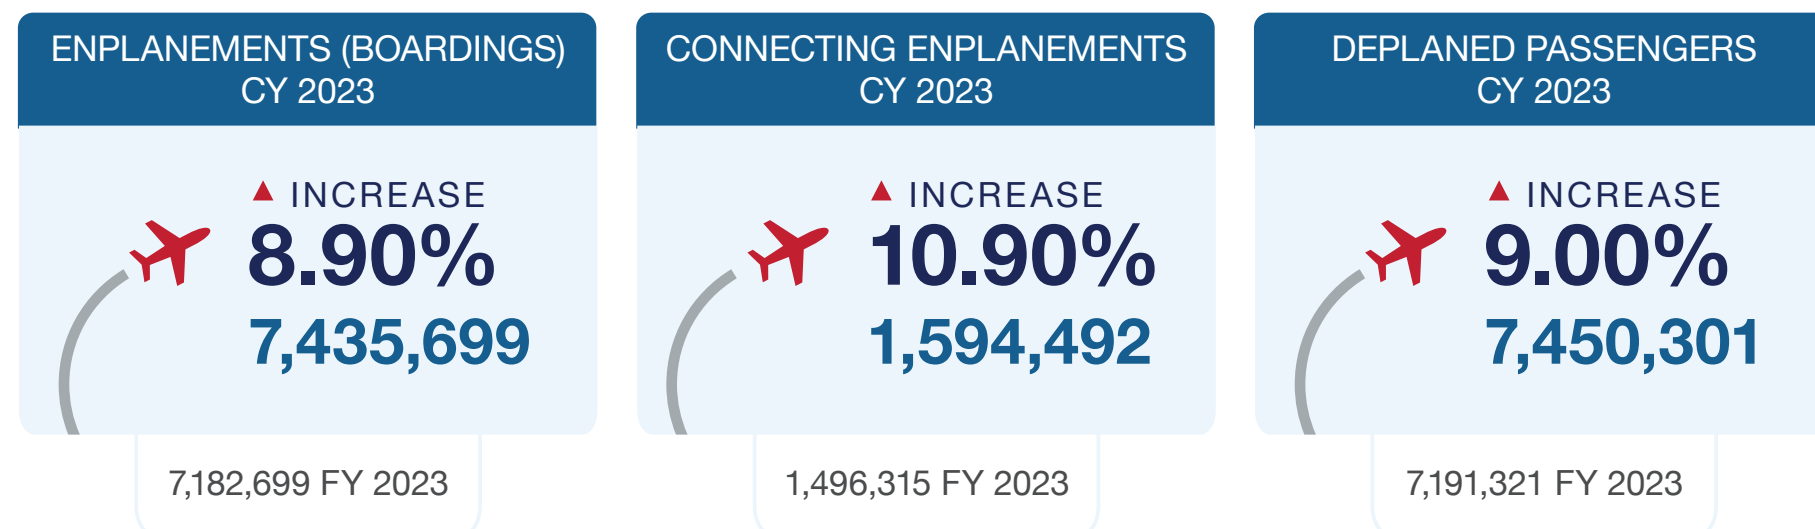 ENPLANEMENTS (BOARDINGS)
CY 2023
▲ INCREASE
8.90%
7,435,699
7,182,699 FY 2023
CONNECTING ENPLANEMENTS
CY 2023
▲ INCREASE
10.90%
1,594,492
1,496,315 FY 2023
DEPLANED PASSENGERS
CY 2023
▲ INCREASE
9.00%
7,450,301
7,191,321 FY 2023